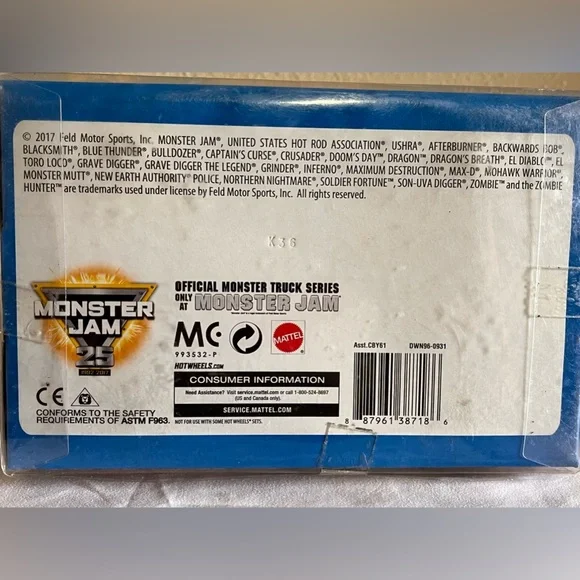 © 2017 Feld Motor Sports, Inc. MONSTER JAM®, UNITED STATES HOT ROD ASSOCIATION®, USHRA®, AFTERBURNER®, BACKWARDS BOB®,
BLACKSMITH®, BLUE THUNDER®, BULLDOZER®, CAPTAIN'S CURSE®, CRUSADER®, DOOM'S DAY™, DRAGON™, DRAGON'S BREATH®, EL DIABLO™, EL
TORO LOCO®, GRAVE DIGGER®, GRAVE DIGGER THE LEGEND®, GRINDER®, INFERNO®, MAXIMUM DESTRUCTION®, MAX-D®, MOHAWK WARRIOR®,
MONSTER MUTT®, NEW EARTH AUTHORITY® POLICE, NORTHERN NIGHTMARE®, SOLDIER FORTUNE™, SON-UVA DIGGER®, ZOMBIE™ and the ZOMBIE
HUNTER™ are trademarks used under license by Feld Motor Sports, Inc. All rights reserved.
K36
MONSTER
JAM
25
1992-2017
OFFICIAL MONSTER TRUCK SERIES
ONLY AT MONSTER JAM
MC
993532-P
MATTEL
HOTWHEELS.COM
CONSUMER INFORMATION
Need Assistance? Visit service.mattel.com or call 1-800-524-8697
(US and Canada only).
SERVICE.MATTEL.COM
NOT FOR USE WITH SOME HOT WHEELS® SETS.
CE
CONFORMS TO THE SAFETY
REQUIREMENTS OF ASTM F963.
Asst.CBY61 DWN96-0931
8 87961 38718 6